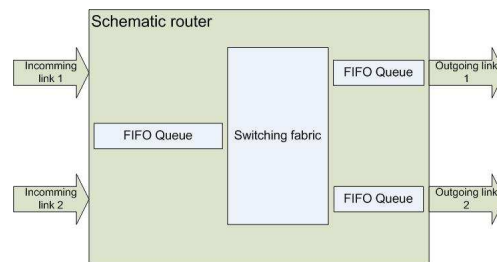 Schematic router
Incomming
link 1
FIFO Queue
Outgoing link
1
FIFO Queue
Switching fabric
Incomming
link 2
FIFO Queue
Outgoing link
2